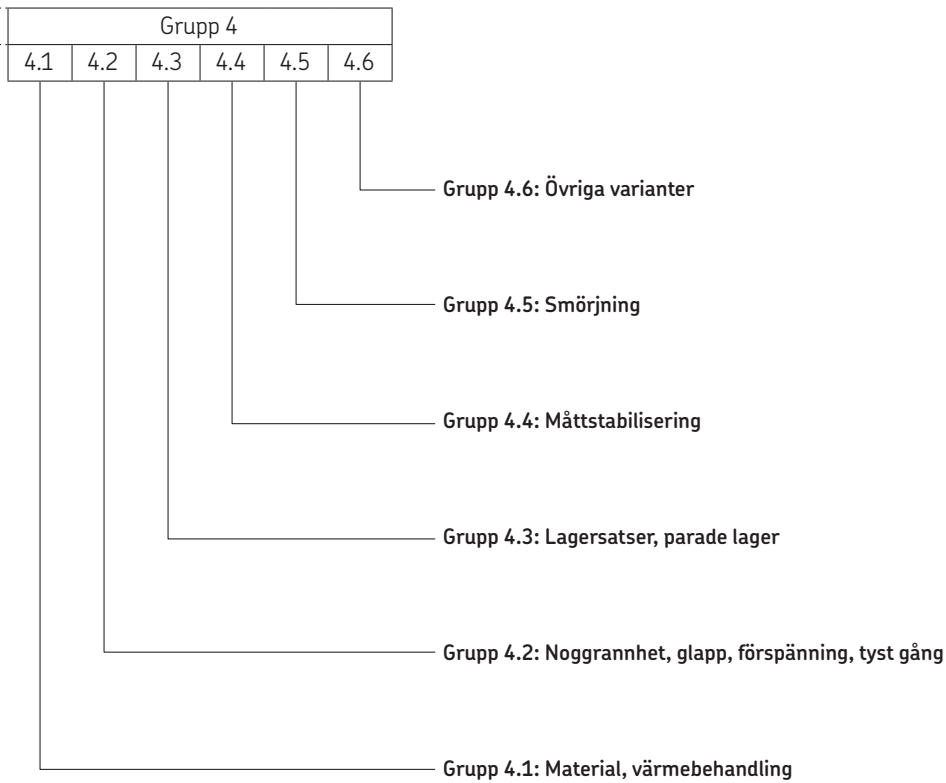 Grupp 4
4.1 4.2 4.3 4.4 4.5 4.6
Grupp 4.6: Övriga varianter
Grupp 4.5: Smörjning
Grupp 4.4: Måttstabilisering
Grupp 4.3: Lagersatser, parade lager
Grupp 4.2: Noggrannhet, glapp, förspänning, tyst gång
Grupp 4.1: Material, värmebehandling